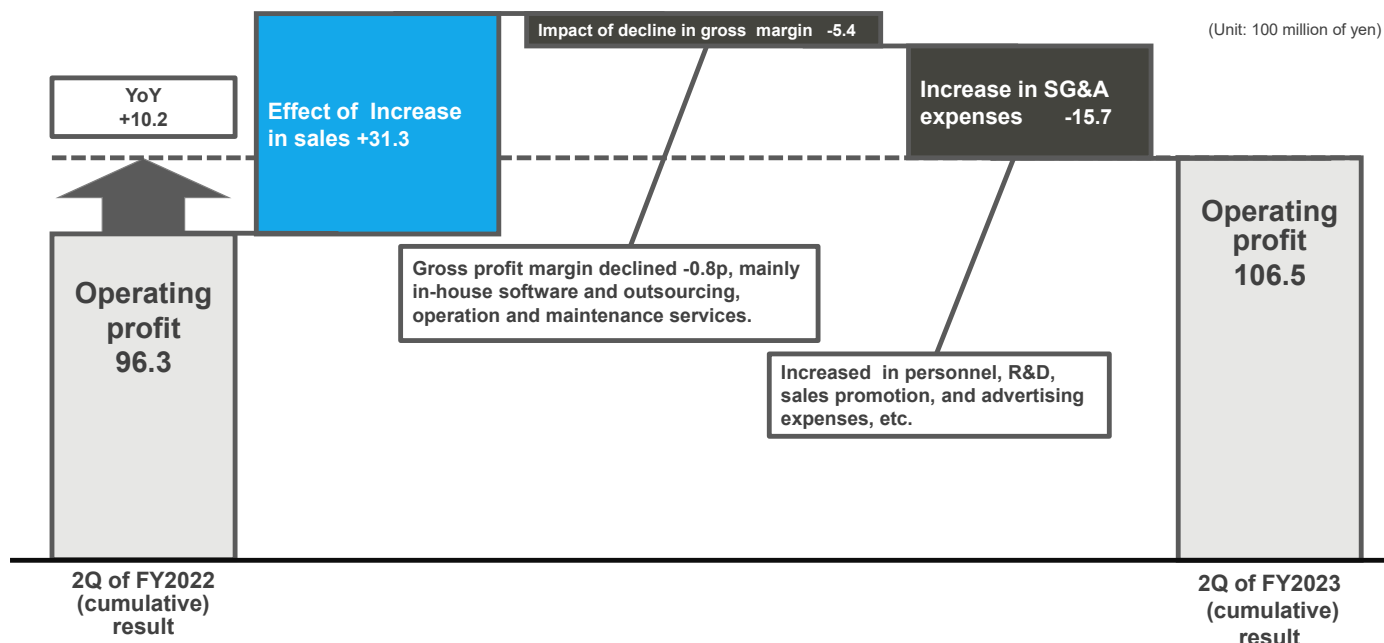 (Unit: 100 million of yen)
YoY
+10.2
Operating
profit
96.3
2Q of FY2022
(cumulative)
result
Effect of Increase
in sales +31.3
Impact of decline in gross margin -5.4
Gross profit margin declined -0.8p, mainly
in-house software and outsourcing,
operation and maintenance services.
Increase in SG&A
expenses -15.7
Increased in personnel, R&D,
sales promotion, and advertising
expenses, etc.
Operating
profit
106.5
2Q of FY2023
(cumulative)
result